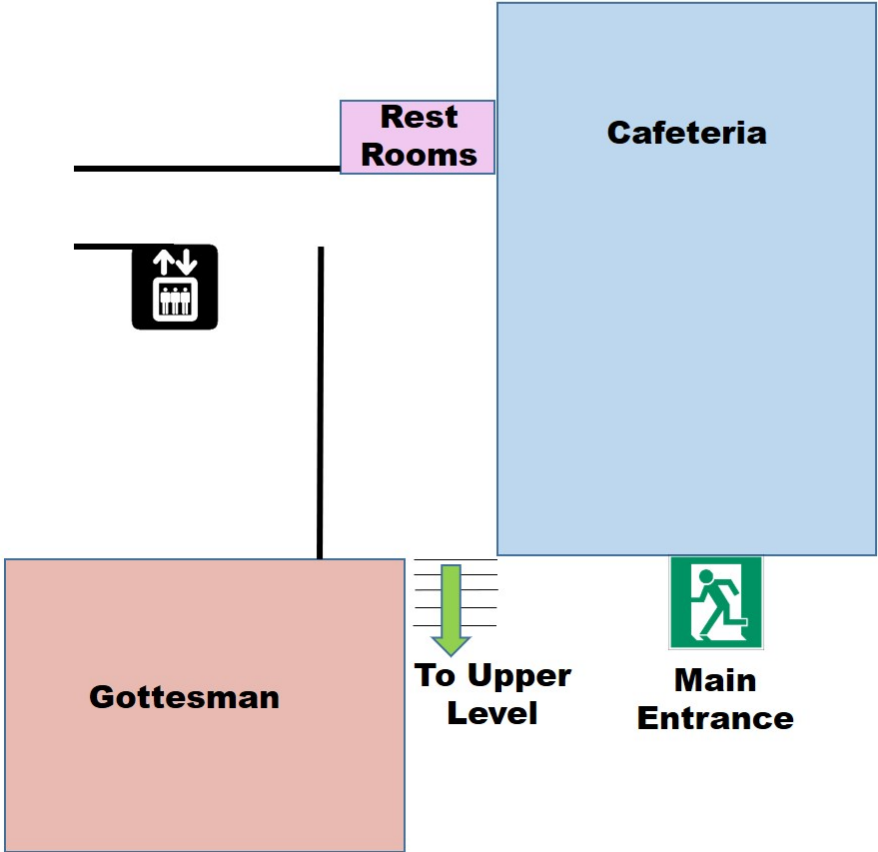 Rest
Rooms
Cafeteria
Gottesman
To Upper
Level
Main
Entrance